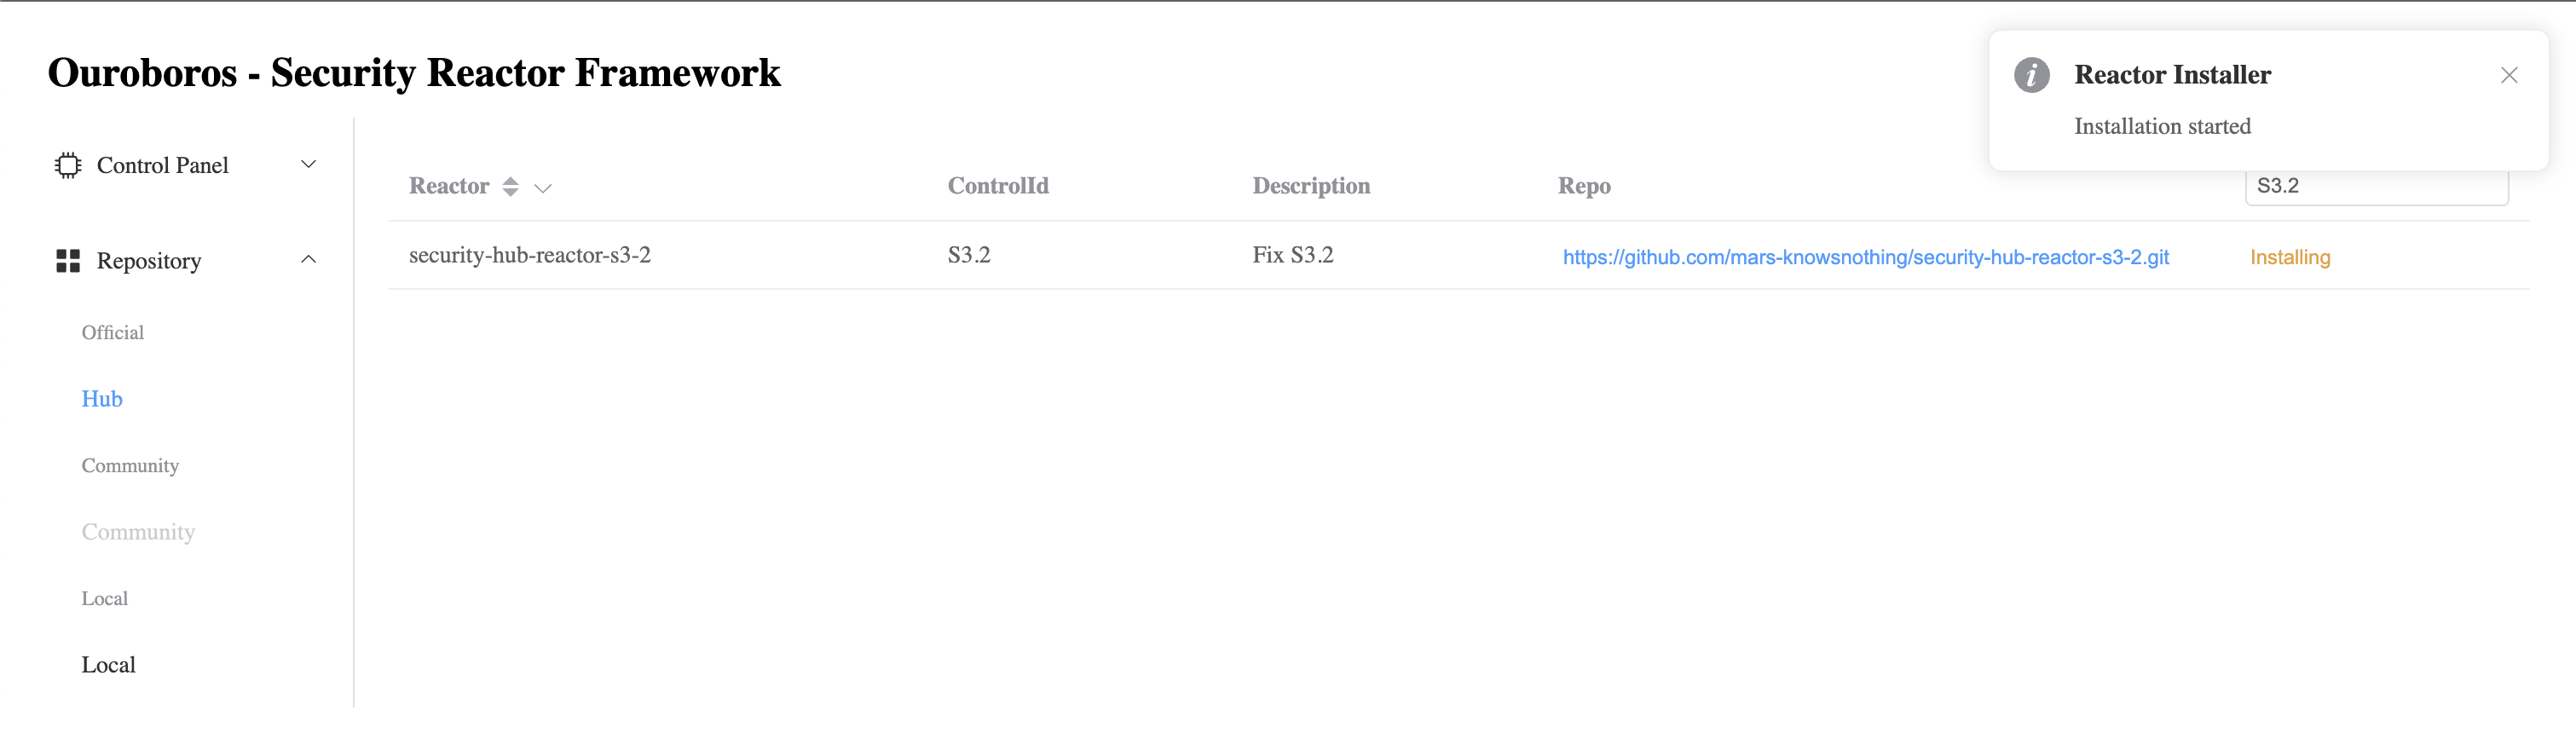 Ouroboros - Security Reactor Framework
Reactor Installer
Installation started
Control Panel
Repository
Official
Hub
Community
Community
Local
Local
Reactor ControlId Description Repo S3.2
security-hub-reactor-s3-2 S3.2 Fix S3.2 https://github.com/mars-knowsnothing/security-hub-reactor-s3-2.git Installing